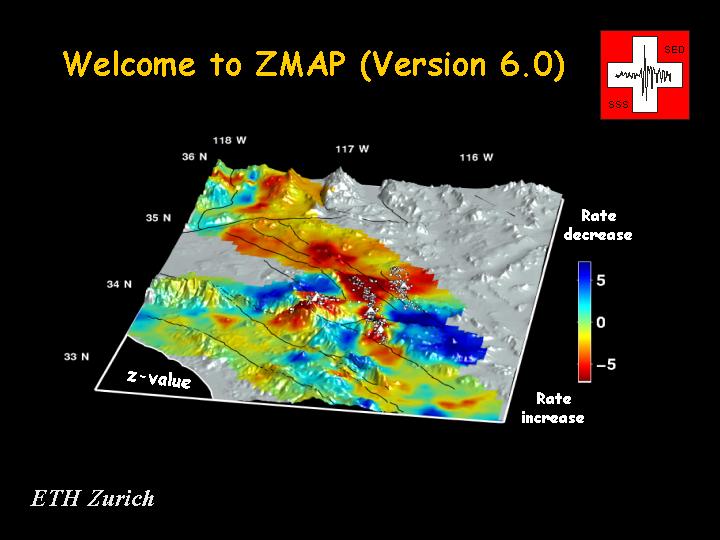 Welcome to ZMAP (Version 6.0)
SED
SSS
118 W
117 W
116 W
36 N
35 N
34 N
33 N
Rate
decrease
5
0
-5
z-value
Rate
increase
ETH Zurich